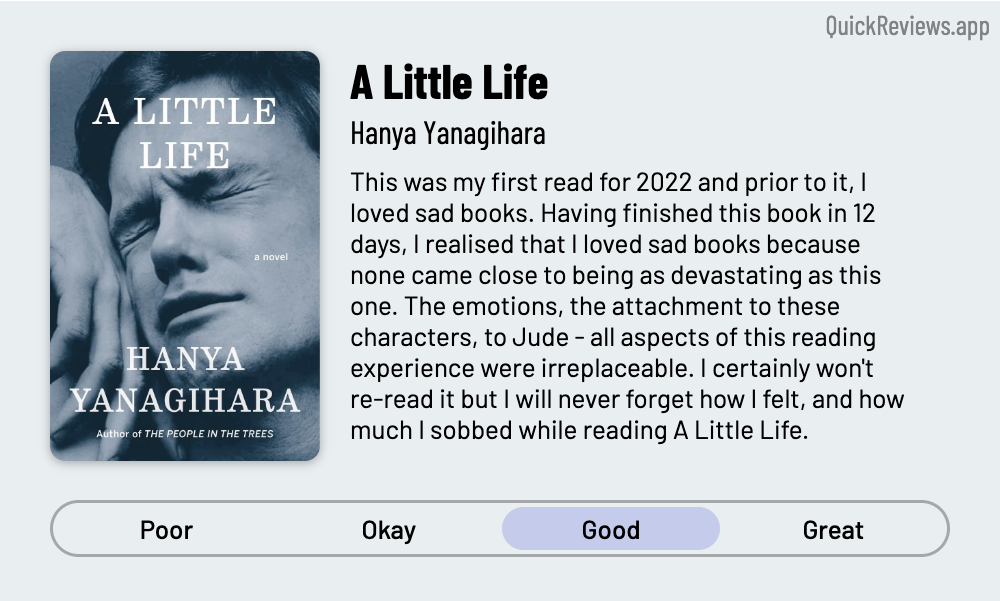 QuickReviews.app
A LITTLE
LIFE
a novel
HANYA
YANAGIHARA
Author of THE PEOPLE IN THE TREES
A Little Life
Hanya Yanagihara
This was my first read for 2022 and prior to it, I
loved sad books. Having finished this book in 12
days, I realised that I loved sad books because
none came close to being as devastating as this
one. The emotions, the attachment to these
characters, to Jude - all aspects of this reading
experience were irreplaceable. I certainly won't
re-read it but I will never forget how I felt, and how
much I sobbed while reading A Little Life.
Poor Okay Good Great